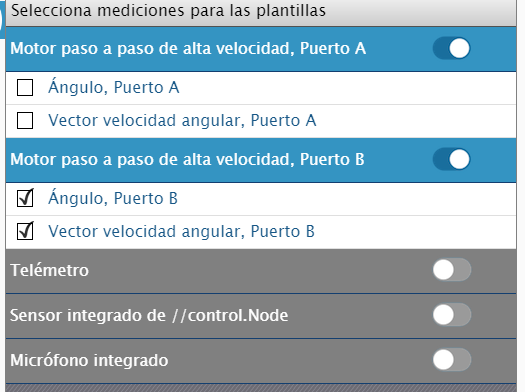 Selecciona mediciones para las plantillas
Motor paso a paso de alta velocidad, Puerto A
Ángulo, Puerto A
Vector velocidad angular, Puerto A
Motor paso a paso de alta velocidad, Puerto B
Ángulo, Puerto B
Vector velocidad angular, Puerto B
Telémetro
Sensor integrado de //control.Node
Micrófono integrado